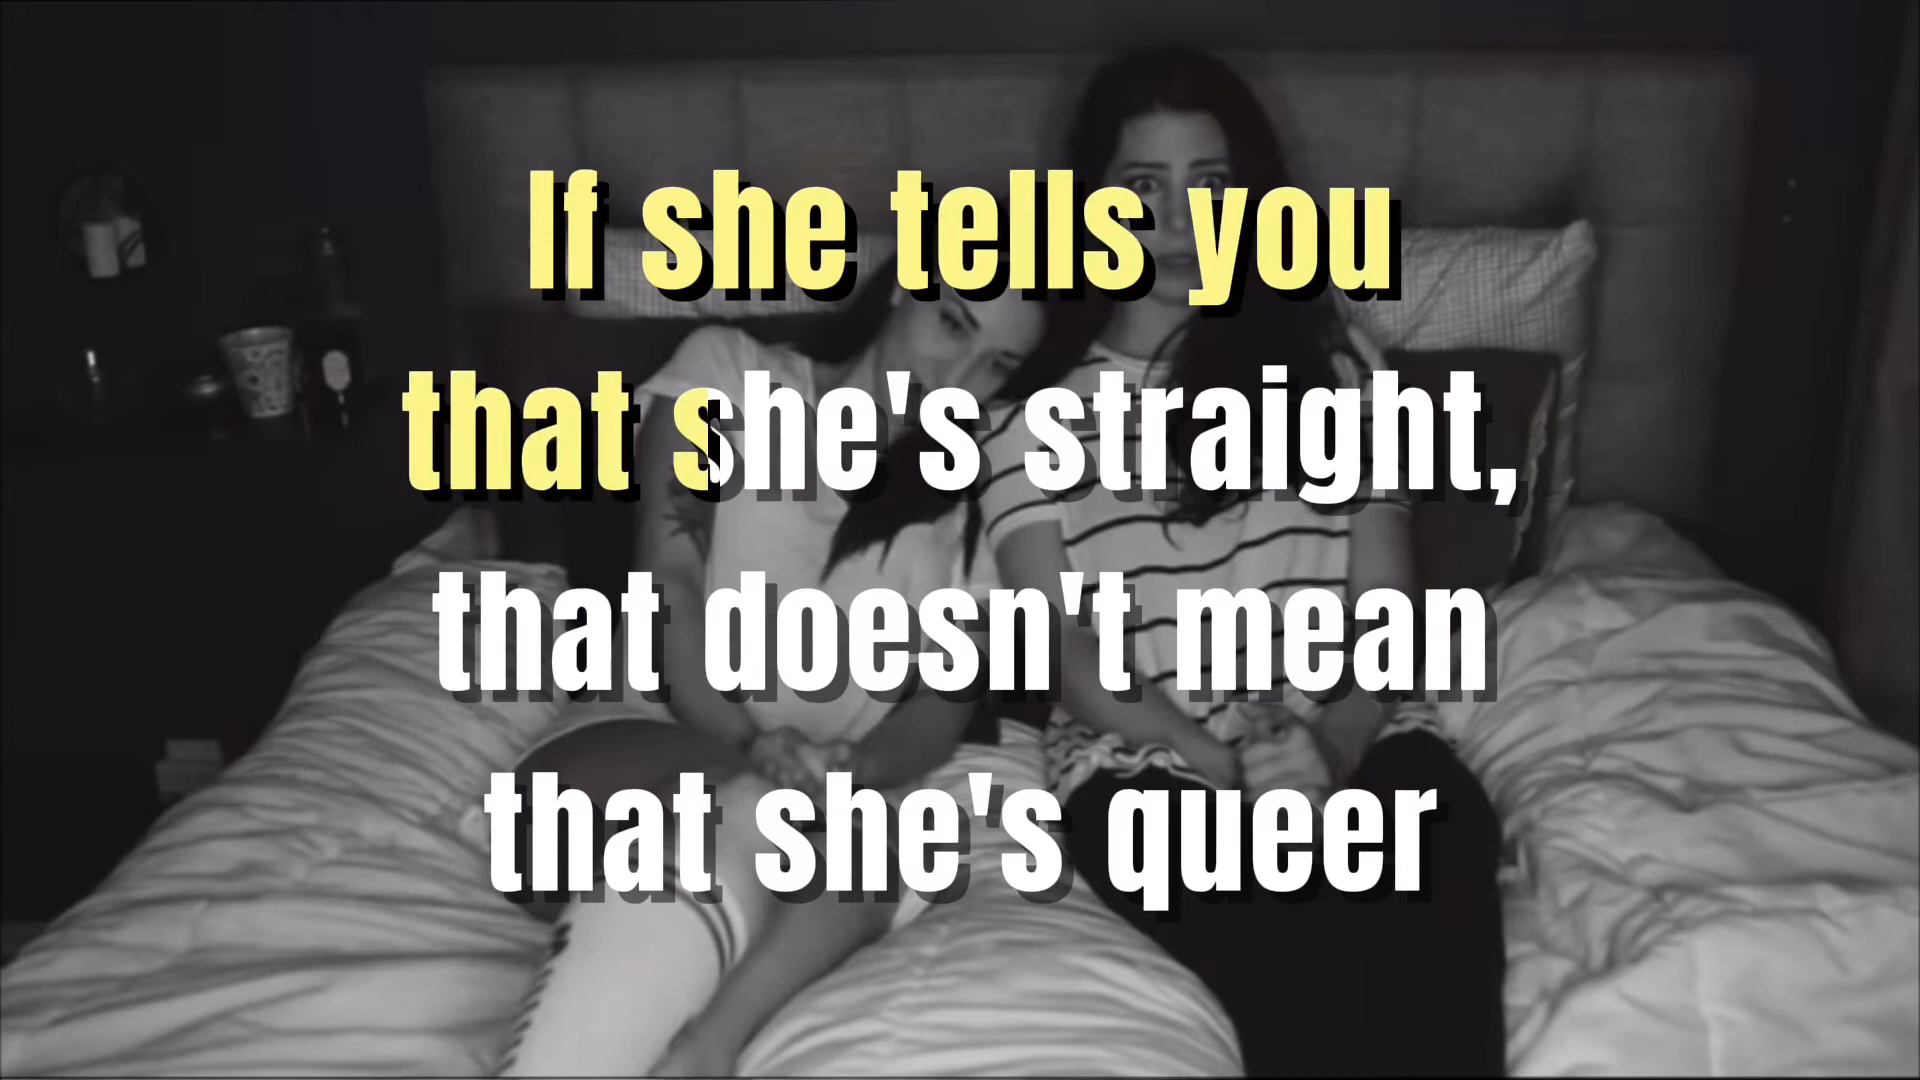 If she tells you
that she's straight,
that doesn't mean
that she's queer